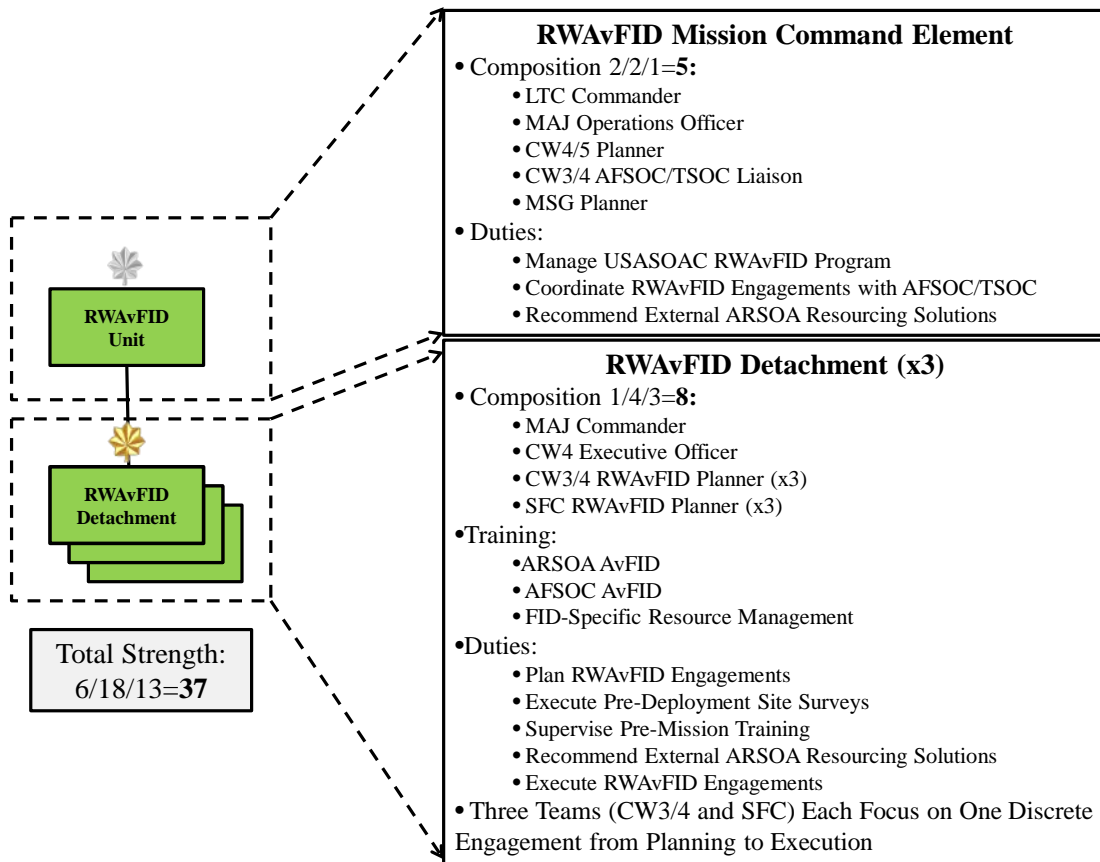 RWAvFID Mission Command Element
• Composition 2/2/1=5:
• LTC Commander
• MAJ Operations Officer
• CW4/5 Planner
• CW3/4 AFSOC/TSOC Liaison
• MSG Planner
• Duties:
• Manage USASOAC RWAvFID Program
• Coordinate RWAvFID Engagements with AFSOC/TSOC
• Recommend External ARSOA Resourcing Solutions
RWAvFID
Unit
RWAvFID Detachment (x3)
• Composition 1/4/3=8:
• MAJ Commander
• CW4 Executive Officer
• CW3/4 RWAvFID Planner (x3)
• SFC RWAvFID Planner (x3)
•Training:
•ARSOA AvFID
• AFSOC AvFID
• FID-Specific Resource Management
•Duties:
• Plan RWAvFID Engagements
• Execute Pre-Deployment Site Surveys
• Supervise Pre-Mission Training
• Recommend External ARSOA Resourcing Solutions
• Execute RWAvFID Engagements
• Three Teams (CW3/4 and SFC) Each Focus on One Discrete
Engagement from Planning to Execution
RWAvFID
Detachment
Total Strength:
6/18/13=37